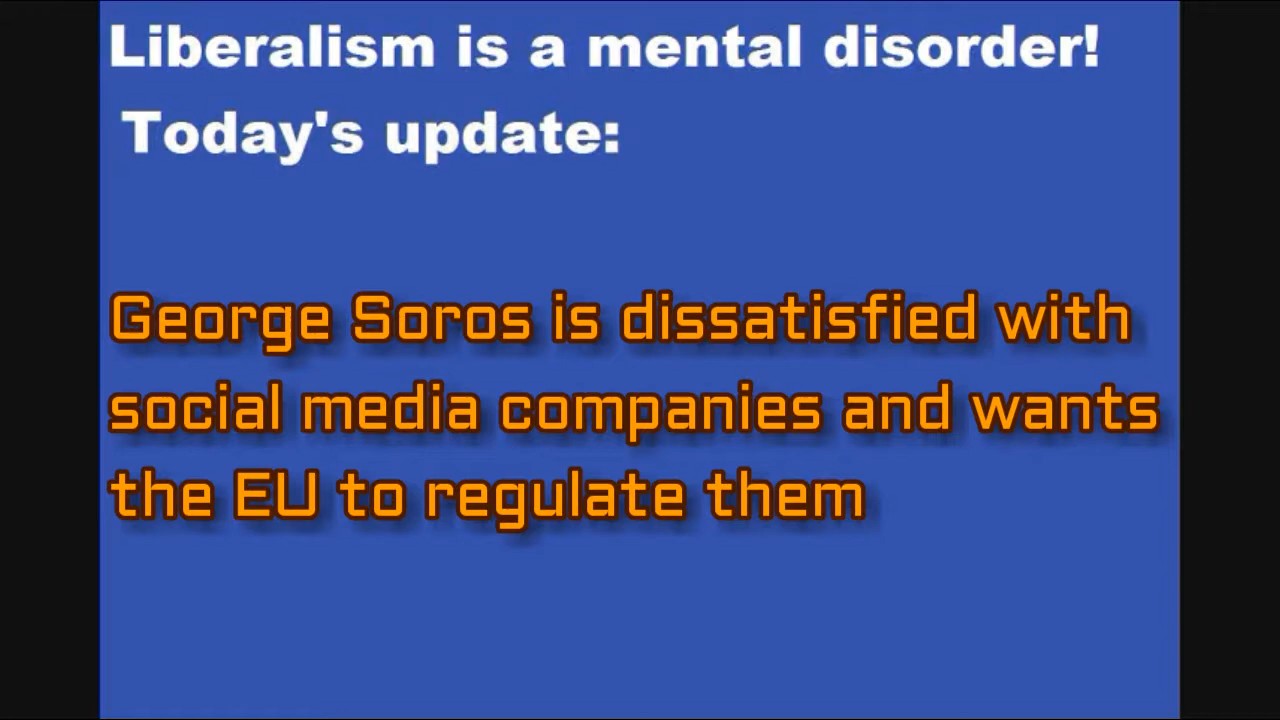 Liberalism is a mental disorder!
Today's update:
George Soros is dissatisfied with
social media companies and wants
the EU to regulate them